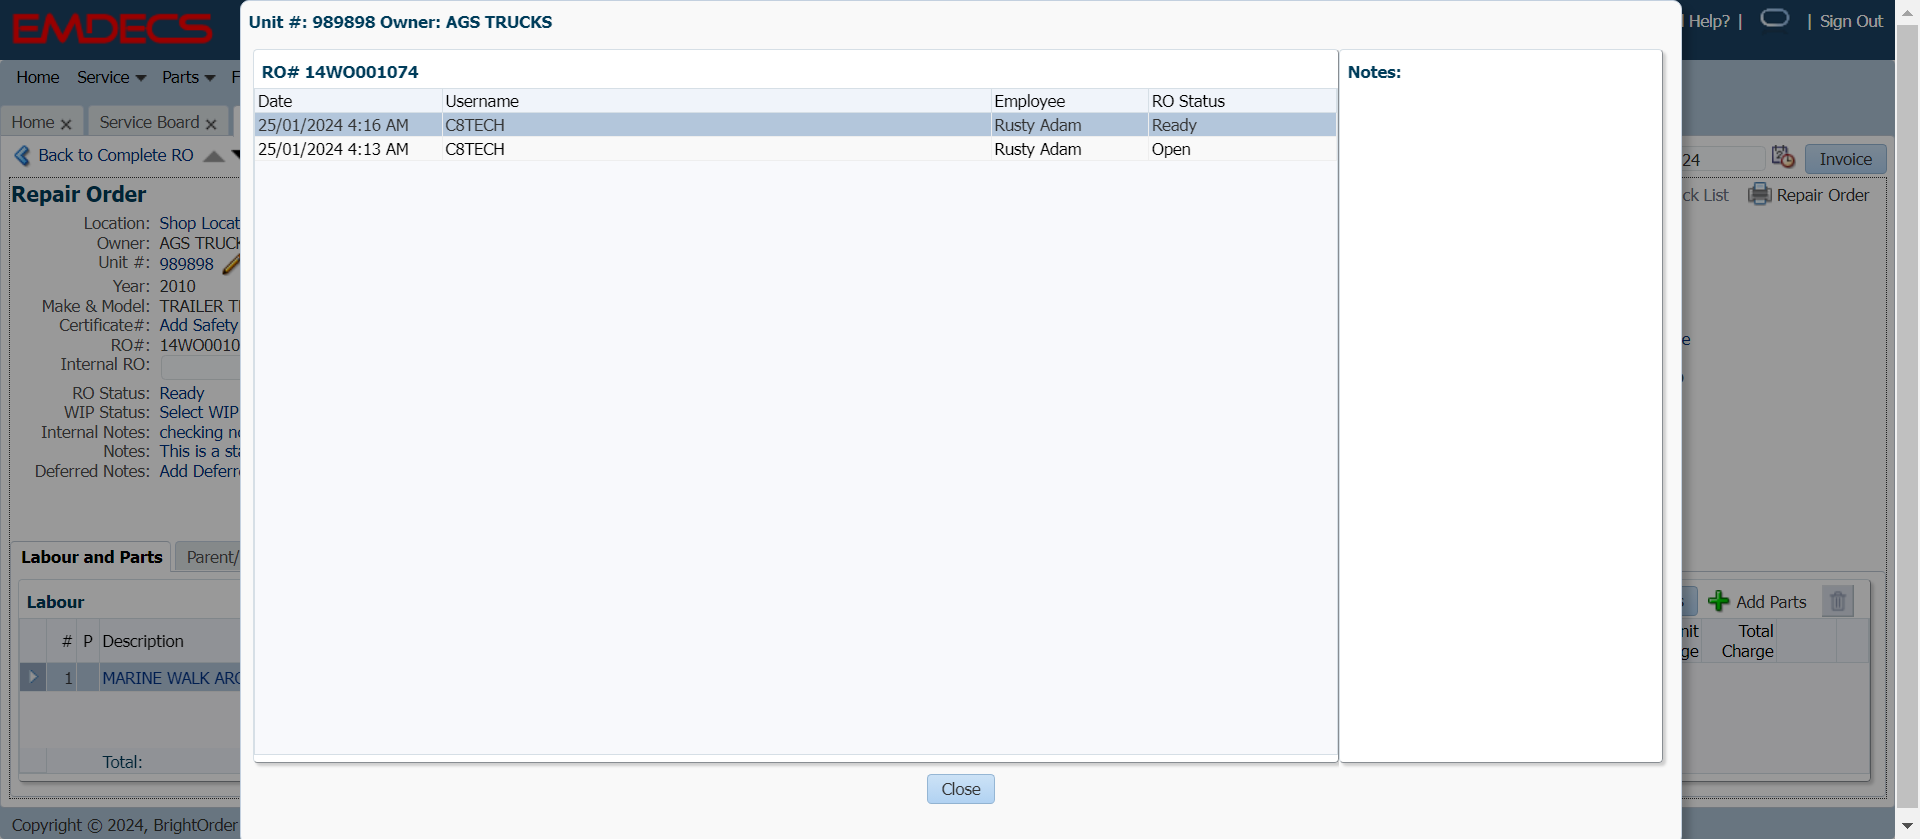 EMDECS
Unit #: 989898 Owner: AGS TRUCKS
Help? |
| Sign Out
Home Service Parts F
Home
Service Board
RO# 14WO001074
Notes:
Date Username Employee RO Status
25/01/2024 4:16 AM C8TECH Rusty Adam Ready
25/01/2024 4:13 AM C8TECH Rusty Adam Open
Back to Complete RO
24
Invoice
Repair Order
ck List
Repair Order
Location: Shop Locat
Owner: AGS TRUCK
Unit #: 989898
Year: 2010
Make & Model: TRAILER T
Certificate#: Add Safety
RO#: 14WO0010
Internal RO:
e
RO Status: Ready
WIP Status: Select WIP
Internal Notes: checking no
Notes: This is a sta
Deferred Notes: Add Deferr
Labour and Parts
Parent/
Labour
Add Parts
# P Description
nit
ge
Total
Charge
1 MARINE WALK ARO
Total:
Close
Copyright © 2024, BrightOrder